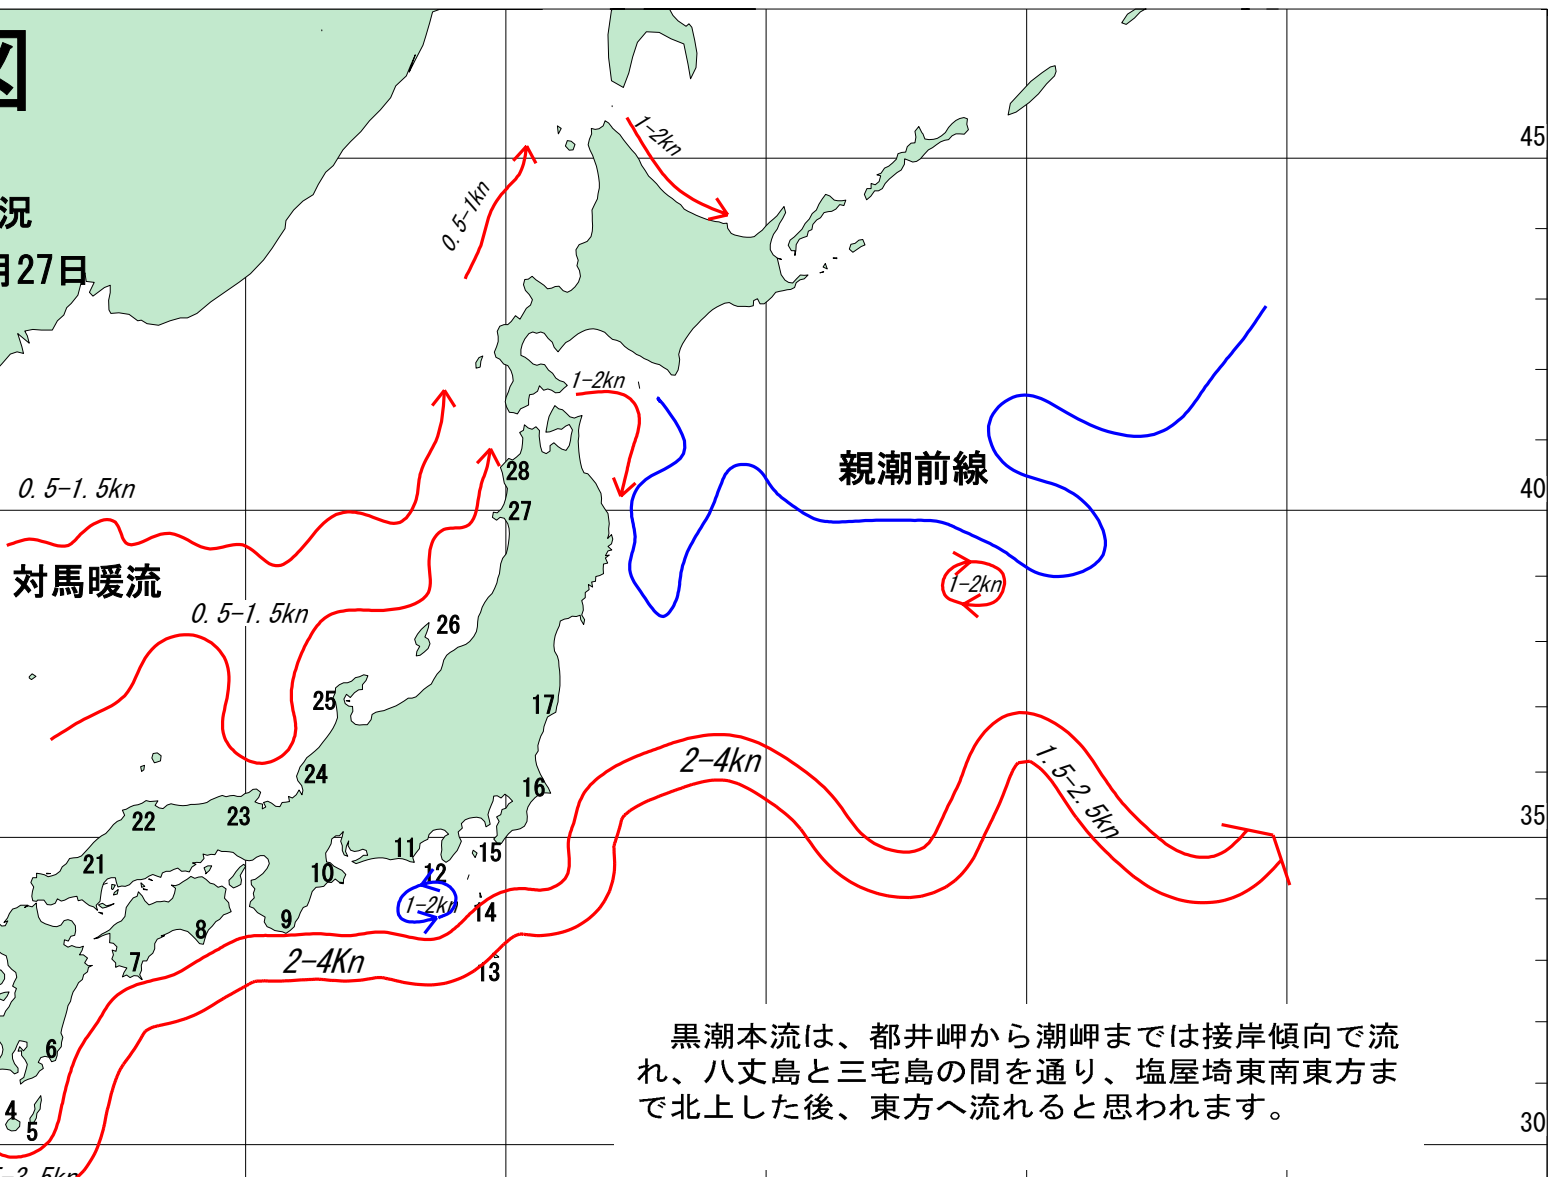 図
況
月27日
45
1-2kn
0.5-1kn
1-2kn
親潮前線
28
0.5-1.5kn
40
27
対馬暖流
1-2kn
0.5-1.5kn
26
25
17
2-4kn
1.5-2.5kn
24
16
23
22
35
11
15
21
12
10
1-2kn
14
9
8
2-4Kn
7
13
黒潮本流は、都井岬から潮岬までは接岸傾向で流
れ、八丈島と三宅島の間を通り、塩屋埼東南東方ま
で北上した後、東方へ流れると思われます。
6
4
5
30